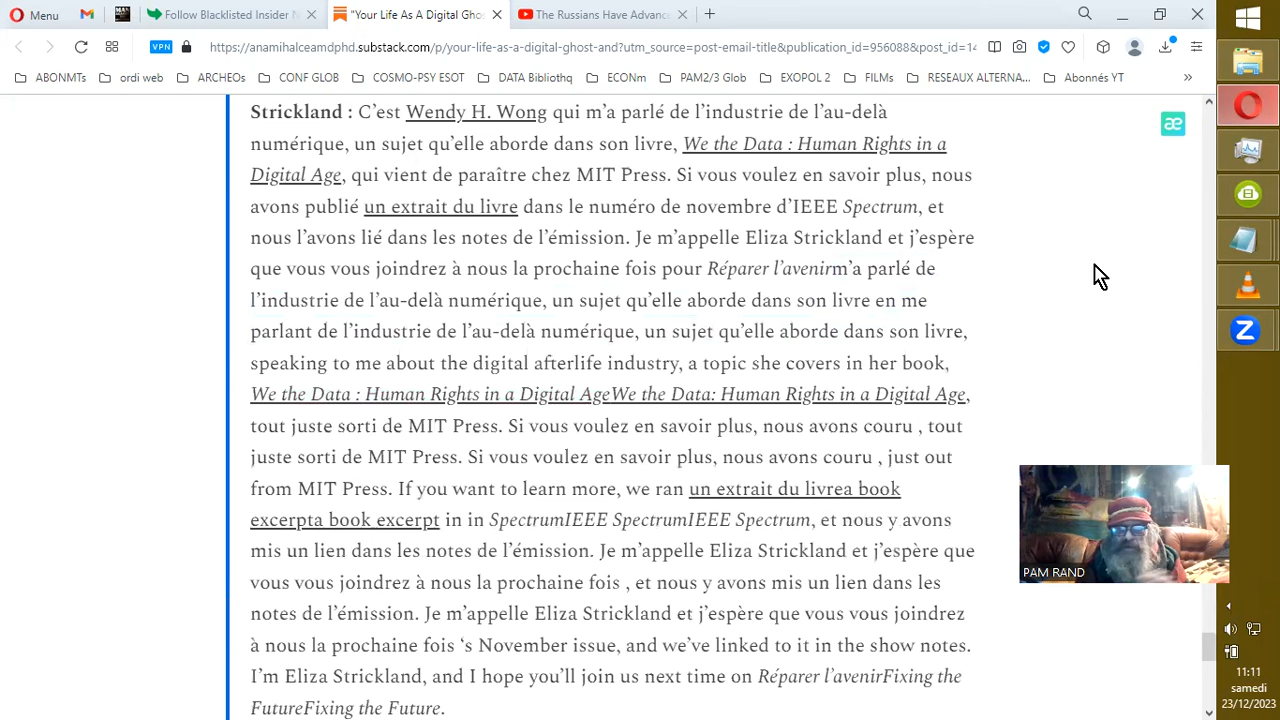 Menu
Follow Blacklisted Insider N
"Your Life As A Digital Ghos
The Russians Have Advanc
VPN
https://anamihalceamdphd.substack.com/p/your-life-as-a-digital-ghost-and?utm_source=post-email-title&publication_id=956088&post_id=14
ABONMTs
ordi web
ARCHEOs
CONF GLOB
COSMO-PSY ESOT
DATA Bibliothq
ECONm
PAM2/3 Glob
EXOPOL 2
FILMs
RESEAUX ALTERNA...
Abonnés YT
»
Strickland : C’est Wendy H. Wong qui m’a parlé de l’industrie de l’au-delà
numérique, un sujet qu’elle aborde dans son livre, We the Data : Human Rights in a
Digital Age, qui vient de paraître chez MIT Press. Si vous voulez en savoir plus, nous
avons publié un extrait du livre dans le numéro de novembre d’IEEE Spectrum, et
nous l’avons lié dans les notes de l’émission. Je m’appelle Eliza Strickland et j’espère
que vous vous joindrez à nous la prochaine fois pour Réparer l’avenirm’a parlé de
l’industrie de l’au-delà numérique, un sujet qu’elle aborde dans son livre en me
parlant de l’industrie de l’au-delà numérique, un sujet qu’elle aborde dans son livre,
speaking to me about the digital afterlife industry, a topic she covers in her book,
We the Data : Human Rights in a Digital AgeWe the Data: Human Rights in a Digital Age,
tout juste sorti de MIT Press. Si vous voulez en savoir plus, nous avons couru , tout
juste sorti de MIT Press. Si vous voulez en savoir plus, nous avons couru , just out
from MIT Press. If you want to learn more, we ran un extrait du livrea book
excerpta book excerpt in in SpectrumIEEE SpectrumIEEE Spectrum, et nous y avons
mis un lien dans les notes de l’émission. Je m’appelle Eliza Strickland et j’espère que
vous vous joindrez à nous la prochaine fois , et nous y avons mis un lien dans les
notes de l’émission. Je m’appelle Eliza Strickland et j’espère que vous vous joindrez
à nous la prochaine fois ‘s November issue, and we’ve linked to it in the show notes.
I’m Eliza Strickland, and I hope you’ll join us next time on Réparer l’avenirFixing the
FutureFixing the Future.
æ
PAM RAND
Z
11:11
samedi
23/12/2023